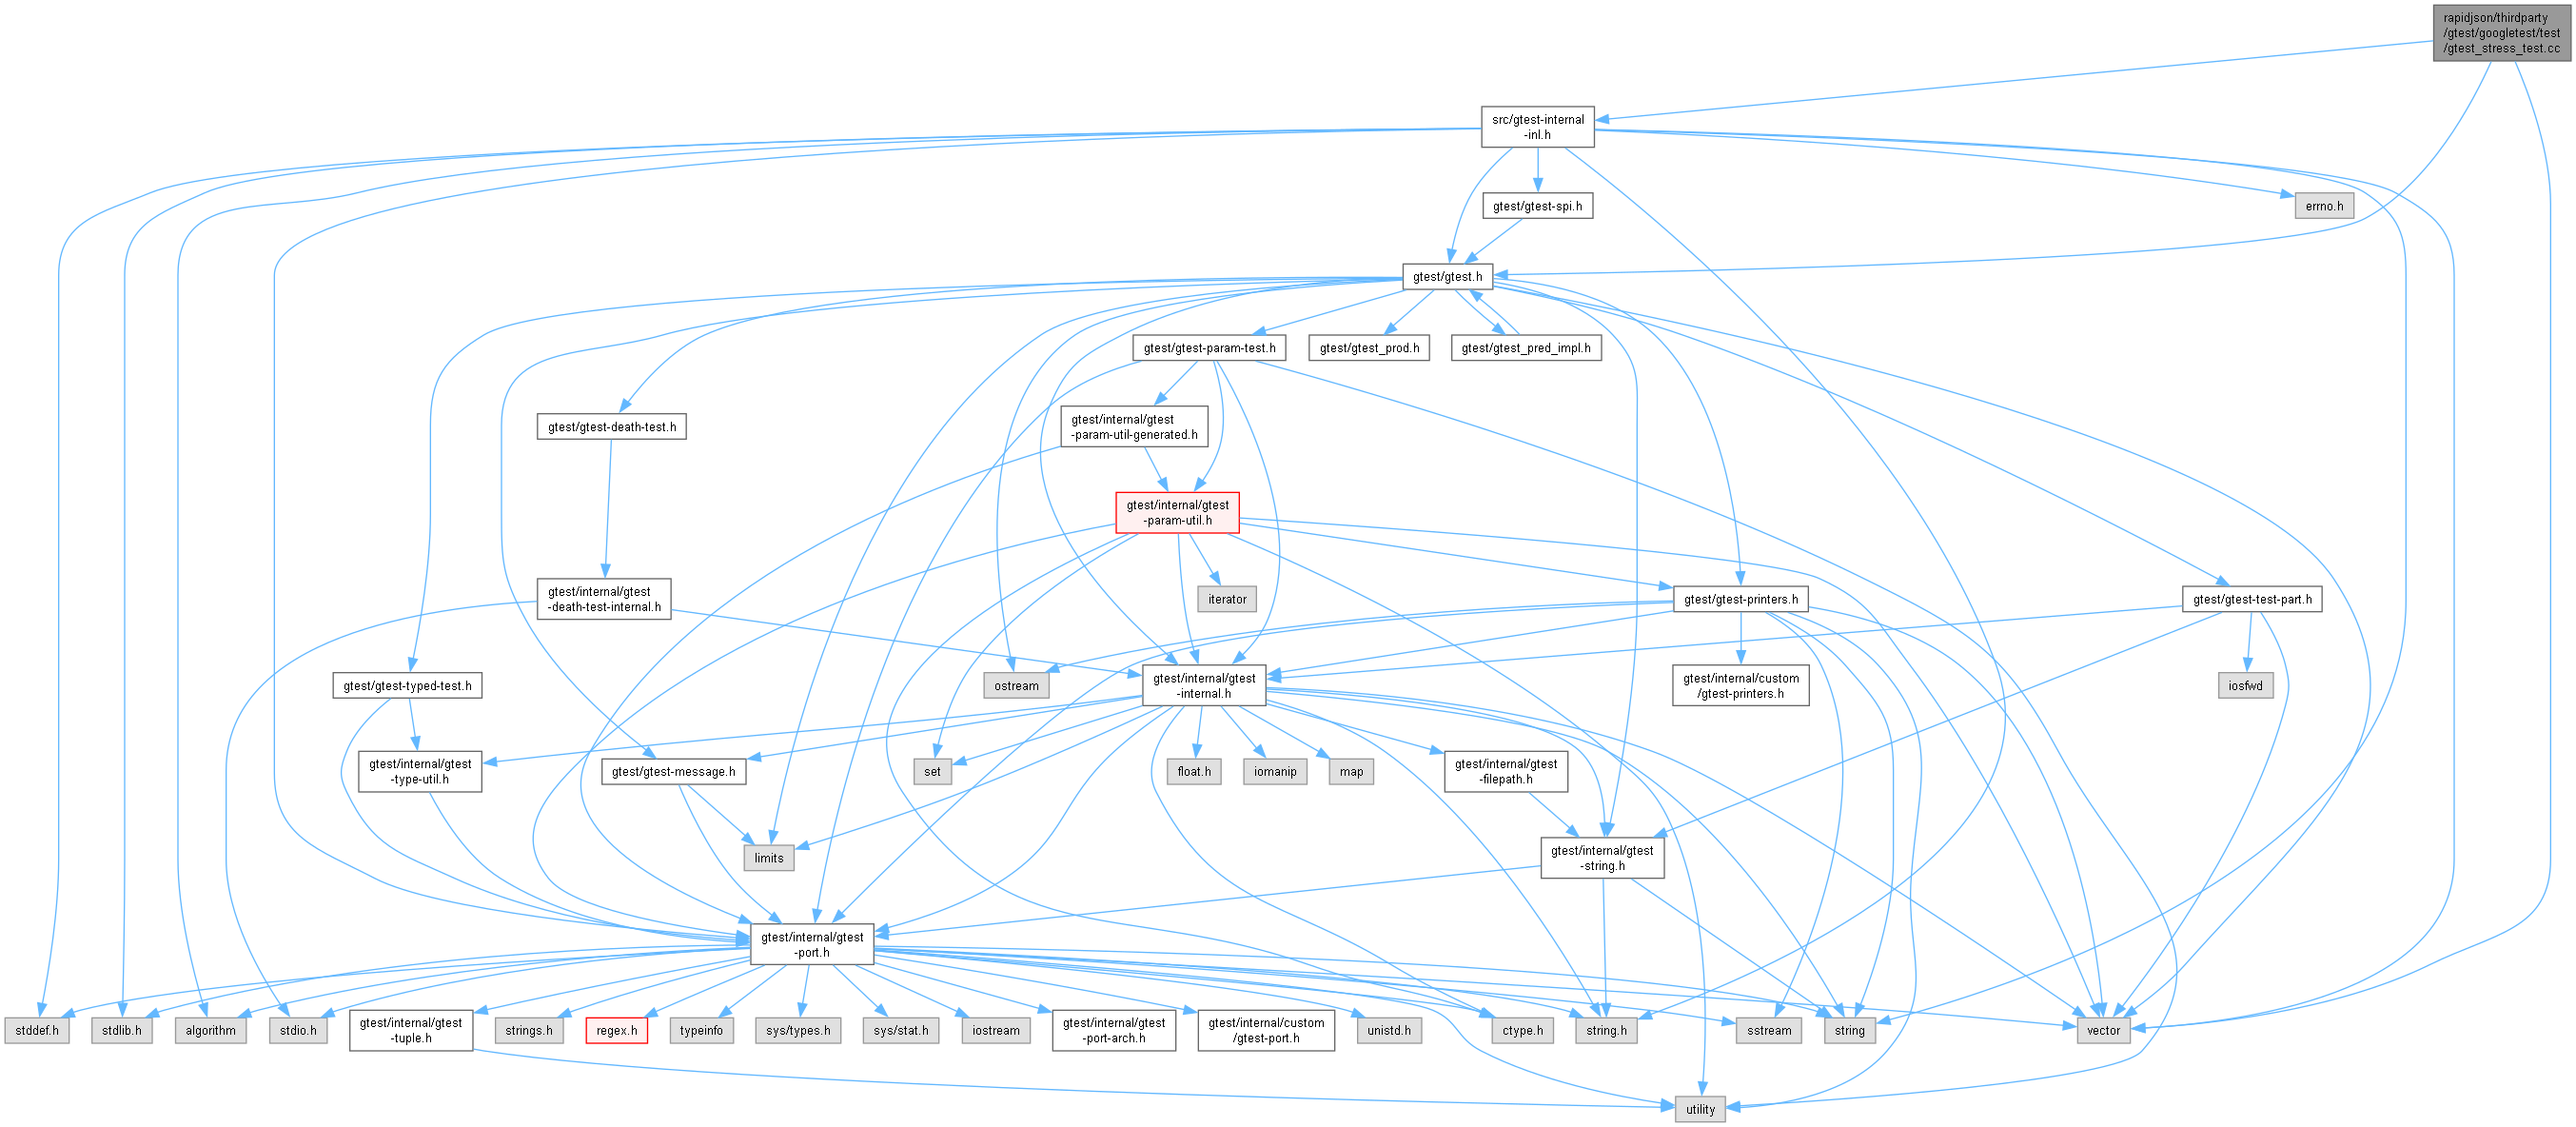 rapidjson/thirdparty
/gtest/googletest/test
/gtest_stress_test.cc
src/gtest-internal
-inl.h
gtest/gtest-spi.h
errno.h
gtest/gtest.h
gtest/gtest-param-test.h
gtest/gtest_prod.h
gtest/gtest_pred_impl.h
gtest/gtest-death-test.h
gtest/internal/gtest
-param-util-generated.h
gtest/internal/gtest
-param-util.h
gtest/internal/gtest
-death-test-internal.h
iterator
gtest/gtest-printers.h
gtest/gtest-test-part.h
gtest/gtest-typed-test.h
ostream
gtest/internal/gtest
-internal.h
gtest/internal/custom
/gtest-printers.h
iosfwd
gtest/internal/gtest
-type-util.h
gtest/gtest-message.h
set
float.h
iomanip
map
gtest/internal/gtest
-filepath.h
limits
gtest/internal/gtest
-string.h
gtest/internal/gtest
-port.h
stddef.h
stdlib.h
algorithm
stdio.h
gtest/internal/gtest
-tuple.h
strings.h
regex.h
typeinfo
sys/types.h
sys/stat.h
iostream
gtest/internal/gtest
-port-arch.h
gtest/internal/custom
/gtest-port.h
unistd.h
ctype.h
string.h
sstream
string
vector
utility